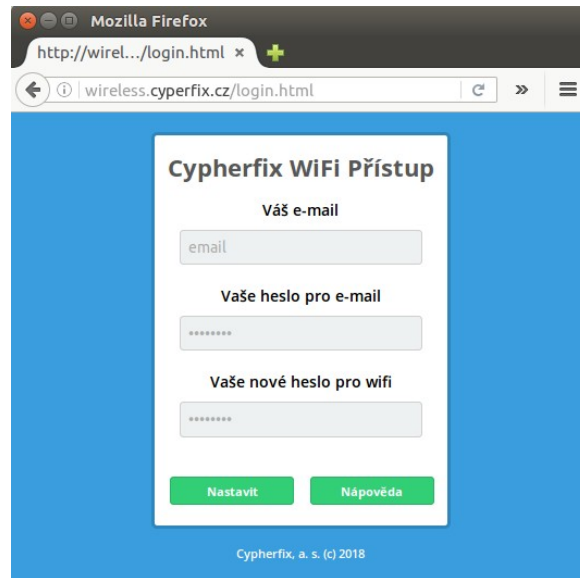 Mozilla Firefox
http://wirel.../login.html
wireless.cyperfix.cz/login.html
Cypherfix WiFi Přístup
Váš e-mail
email
Vaše heslo pro e-mail
••••••••
Vaše nové heslo pro wifi
••••••••
Nastavit Nápověda
Cypherfix, a. s. (c) 2018